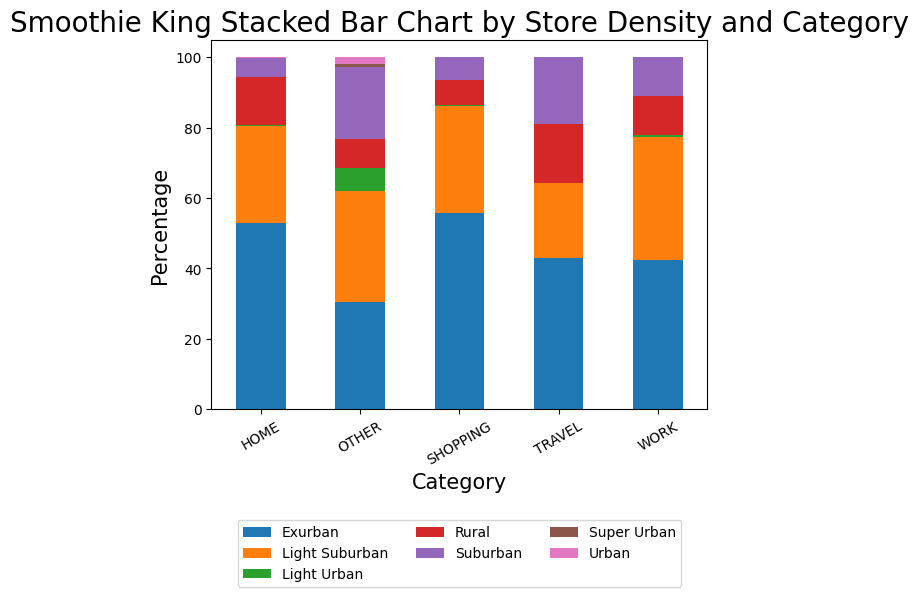 Smoothie King Stacked Bar Chart by Store Density and Category
100
80
60
40
20
0
Percentage
HOME
OTHER
SHOPPING
TRAVEL
WORK
Category
Exurban
Light Suburban
Light Urban
Rural
Suburban
Super Urban
Urban